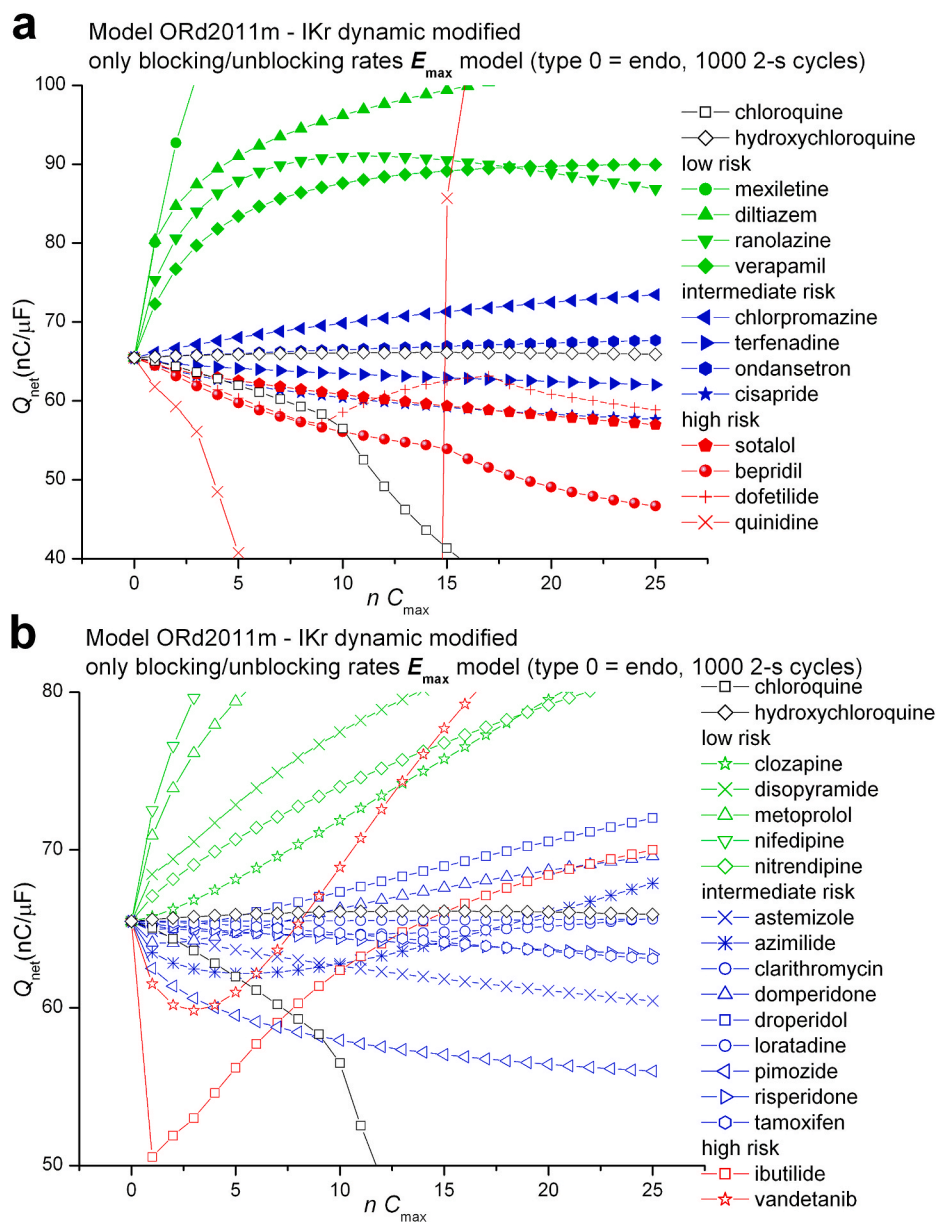 a
Model ORd2011m - IKr dynamic modified
only blocking/unblocking rates Emax model (type 0 = endo, 1000 2-s cycles)
100
90
80
70
60
50
40
Qnet(nC/μF)
0 5 10 15 20 25
n Cmax
chloroquine
hydroxychloroquine
low risk
mexiletine
diltiazem
ranolazine
verapamil
intermediate risk
chlorpromazine
terfenadine
ondansetron
cisapride
high risk
sotalol
bepridil
dofetilide
quinidine
b
Model ORd2011m - IKr dynamic modified
only blocking/unblocking rates Emax model (type 0 = endo, 1000 2-s cycles)
80
70
60
50
Qnet(nC/μF)
0 5 10 15 20 25
n Cmax
chloroquine
hydroxychloroquine
low risk
clozapine
disopyramide
metoprolol
nifedipine
nitrendipine
intermediate risk
astemizole
azimilide
clarithromycin
domperidone
droperidol
loratadine
pimozide
risperidone
tamoxifen
high risk
ibutilide
vandetanib